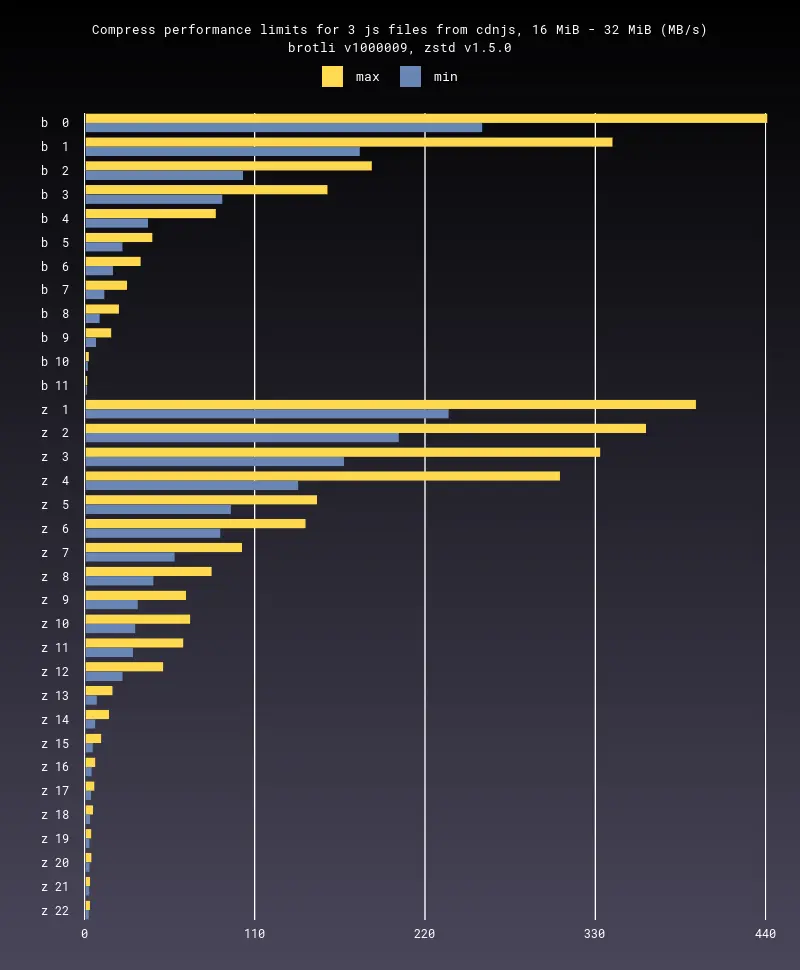 Compress performance limits for 3 js files from cdnjs, 16 MiB - 32 MiB (MB/s)
brotli v1000009, zstd v1.5.0
max min
b 0
b 1
b 2
b 3
b 4
b 5
b 6
b 7
b 8
b 9
b 10
b 11
z 1
z 2
z 3
z 4
z 5
z 6
z 7
z 8
z 9
z 10
z 11
z 12
z 13
z 14
z 15
z 16
z 17
z 18
z 19
z 20
z 21
z 22
0 110 220 330 440